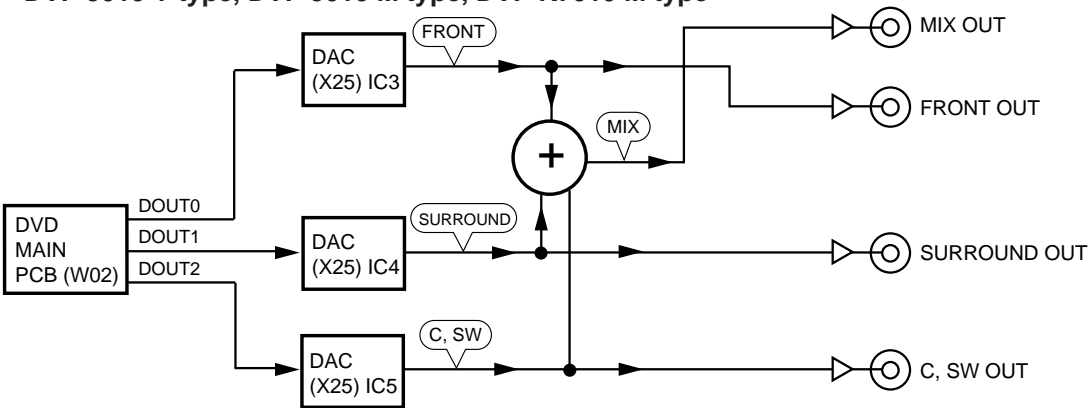 FRONT
MIX OUT
DAC
(X25) IC3
FRONT OUT
MIX
+
DOUT0
SURROUND
DVD
MAIN
PCB (W02)
DOUT1
DAC
(X25) IC4
SURROUND OUT
DOUT2
C, SW
DAC
(X25) IC5
C, SW OUT